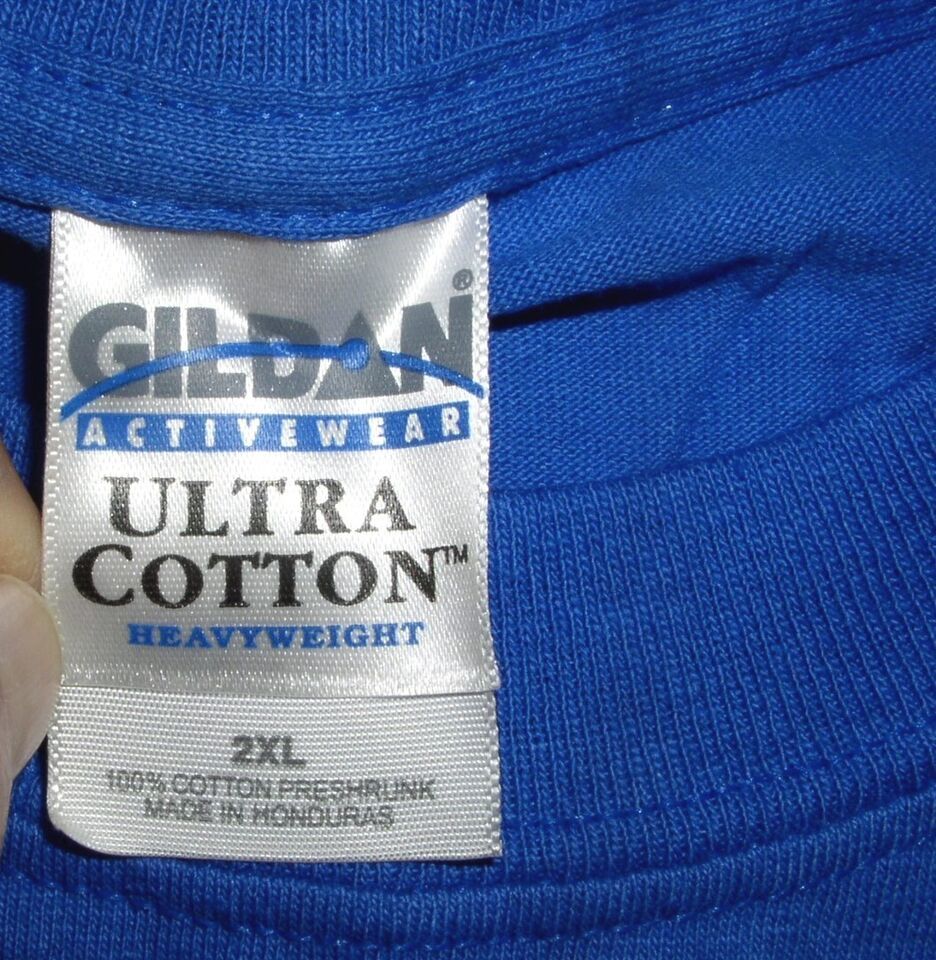 GILDAN®
ACTIVEWEAR
ULTRA
COTTON™
HEAVYWEIGHT
2XL
100% COTTON PRESHRUNK
MADE IN HONDURAS